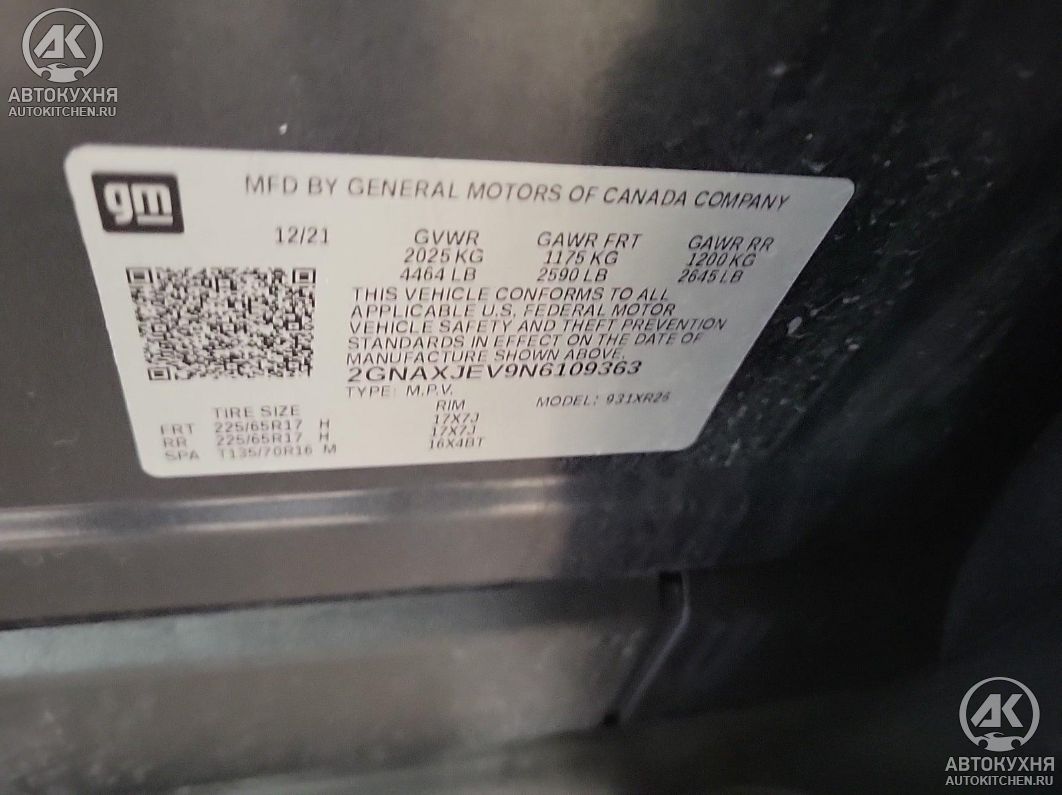 АК
АВТОКУХНЯ
AUTOKITCHEN.RU
gm
MFD BY GENERAL MOTORS OF CANADA COMPANY
12/21 GVWR GAWR FRT GAWR RR
2025 KG 1175 KG 1200 KG
4464 LB 2590 LB 2645 LB
THIS VEHICLE CONFORMS TO ALL
APPLICABLE U.S. FEDERAL MOTOR
VEHICLE SAFETY AND THEFT PREVENTION
STANDARDS IN EFFECT ON THE DATE OF
MANUFACTURE SHOWN ABOVE.
2GNAXJEV9N6109363
TYPE: M.P.V. MODEL: 931XR26
TIRE SIZE RIM
FRT 225/65R17 H 17X7J
RR 225/65R17 H 17X7J
SPA T135/70R16 M 16X4BT
АК
АВТОКУХНЯ
AUTOKITCHEN.RU